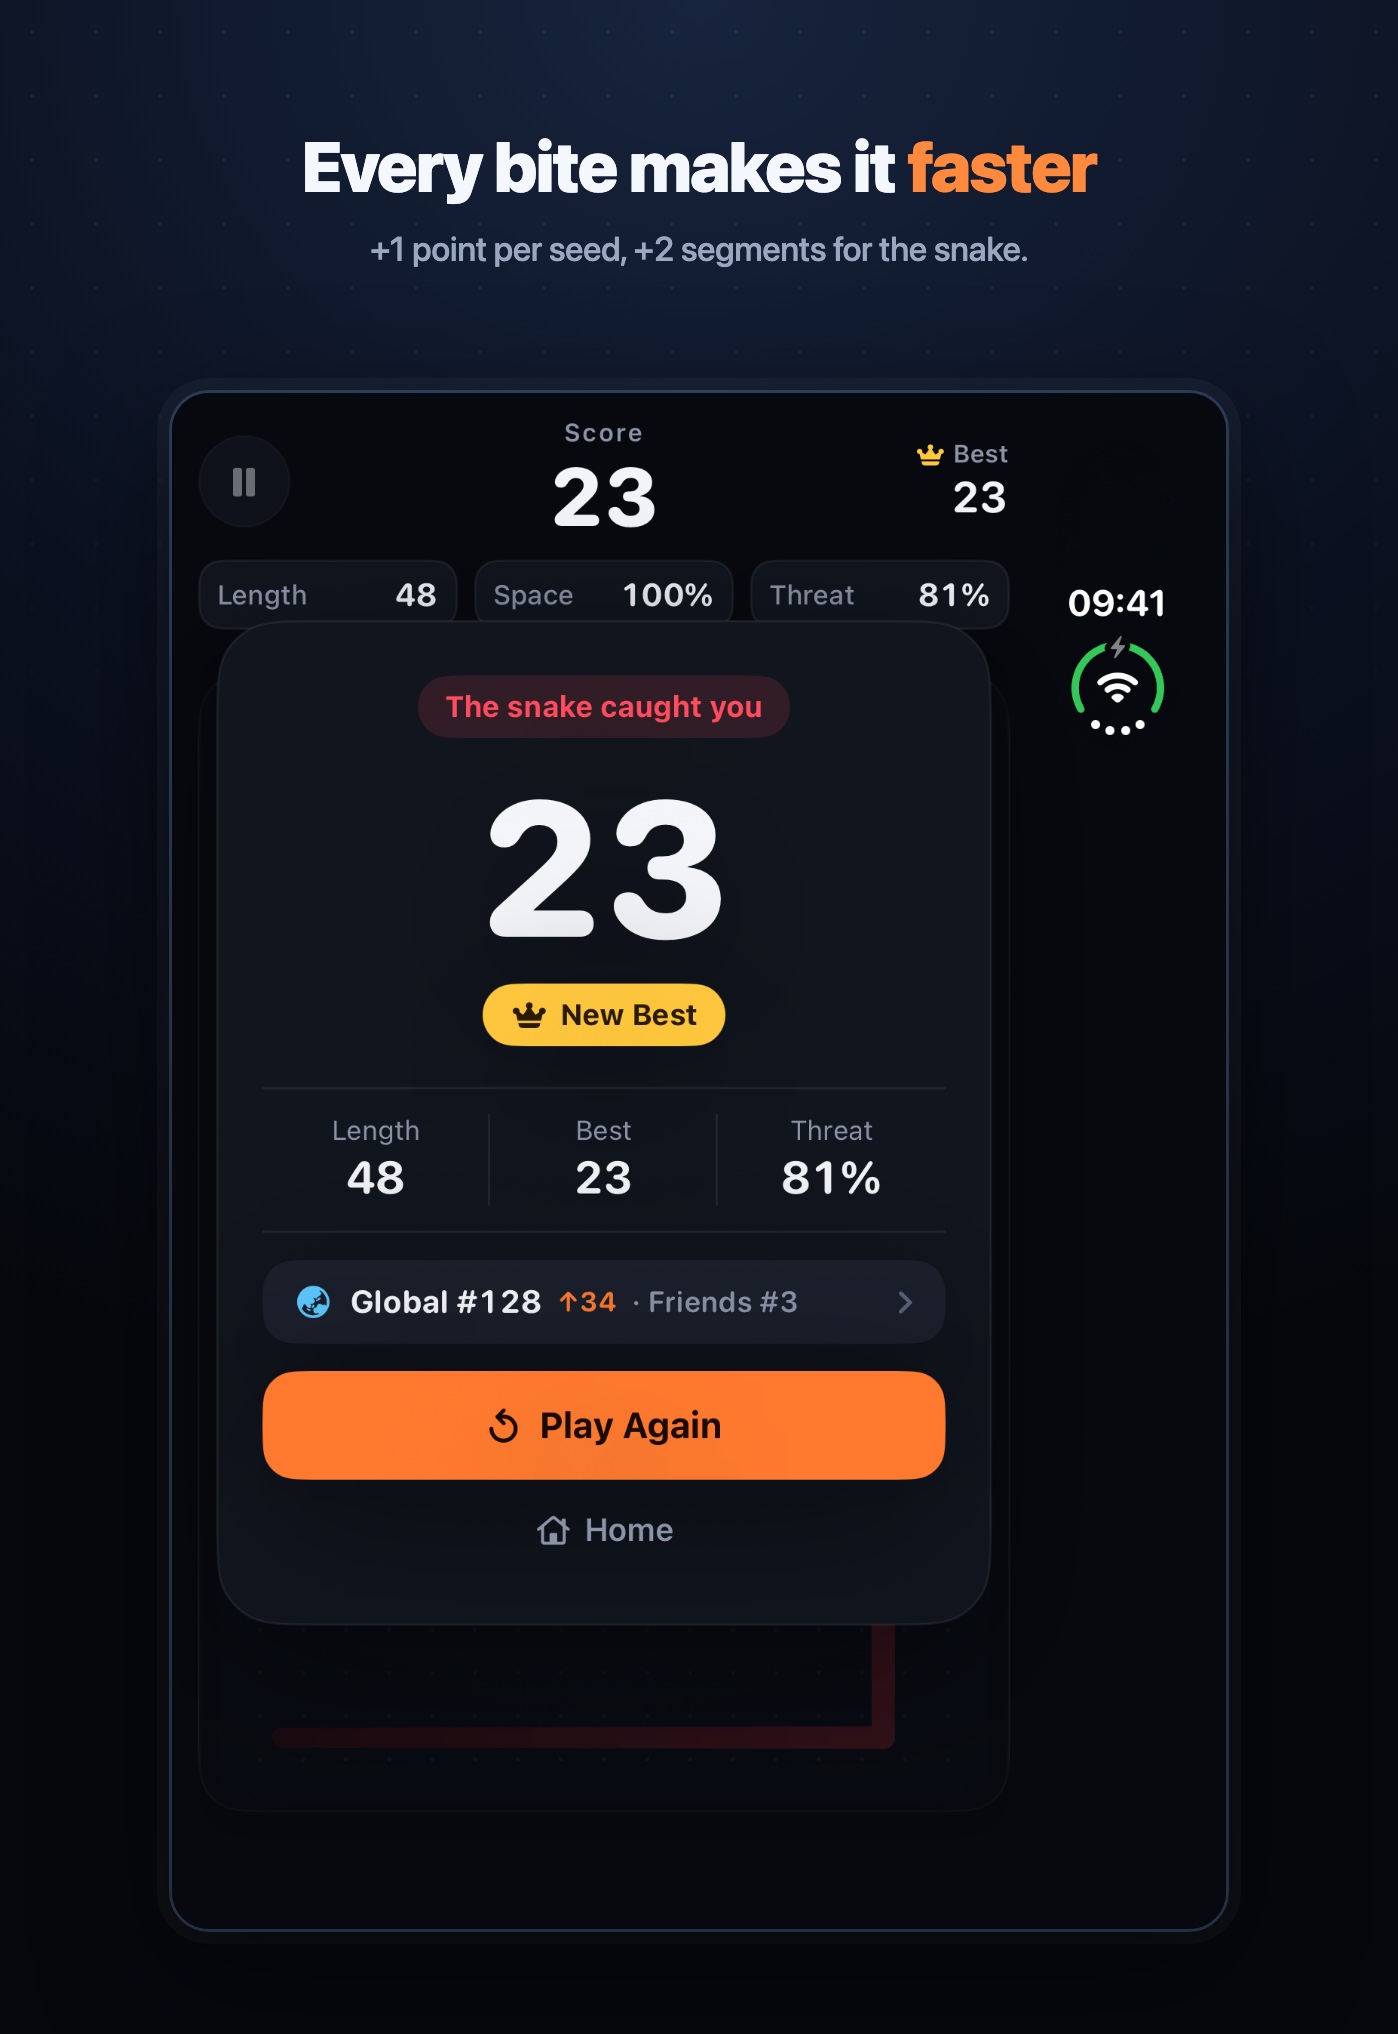 Every bite makes it faster
+1 point per seed, +2 segments for the snake.
Score
23
Best
23
Length 48
Space 100%
Threat 81%
09:41
The snake caught you
23
New Best
Length
48
Best
23
Threat
81%
Global #128 ↑34 · Friends #3
Play Again
Home